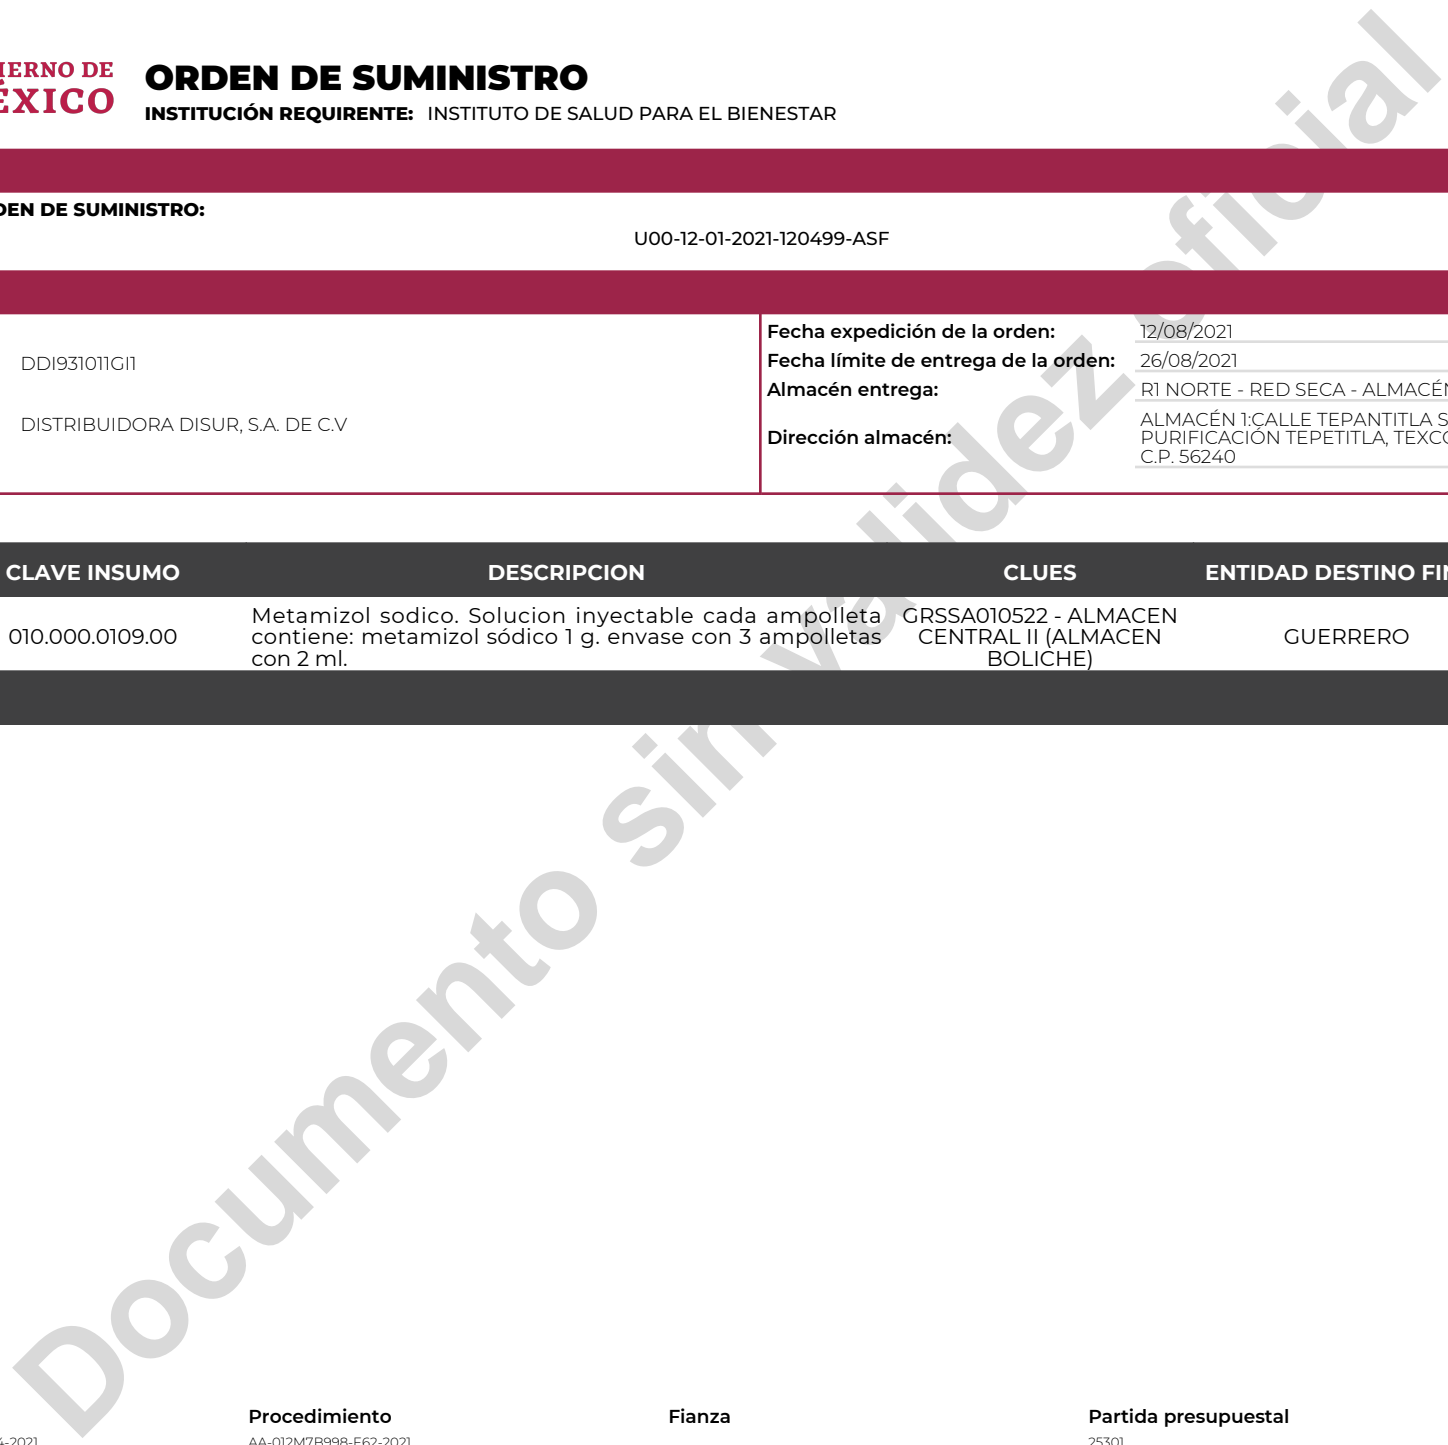 IERNO DE
ÉXICO
ORDEN DE SUMINISTRO
INSTITUCIÓN REQUIRENTE: INSTITUTO DE SALUD PARA EL BIENESTAR
DEN DE SUMINISTRO:
U00-12-01-2021-120499-ASF
DDI931011GI1
DISTRIBUIDORA DISUR, S.A. DE C.V
Fecha expedición de la orden: 12/08/2021
Fecha límite de entrega de la orden: 26/08/2021
Almacén entrega: R1 NORTE - RED SECA - ALMACÉN
Dirección almacén:
ALMACÉN 1:CALLE TEPANTITLA S
PURIFICACIÓN TEPETITLA, TEXCO
C.P. 56240
CLAVE INSUMO DESCRIPCION CLUES ENTIDAD DESTINO FIN
010.000.0109.00
Metamizol sodico. Solucion inyectable cada ampolleta
contiene: metamizol sódico 1 g. envase con 3 ampolletas
con 2 ml.
GRSSA010522 - ALMACEN
CENTRAL II (ALMACEN
BOLICHE)
GUERRERO
Documento sin validez oficial
Procedimiento Fianza Partida presupuestal
4-2021 AA-012M7B998-E62-2021 25301